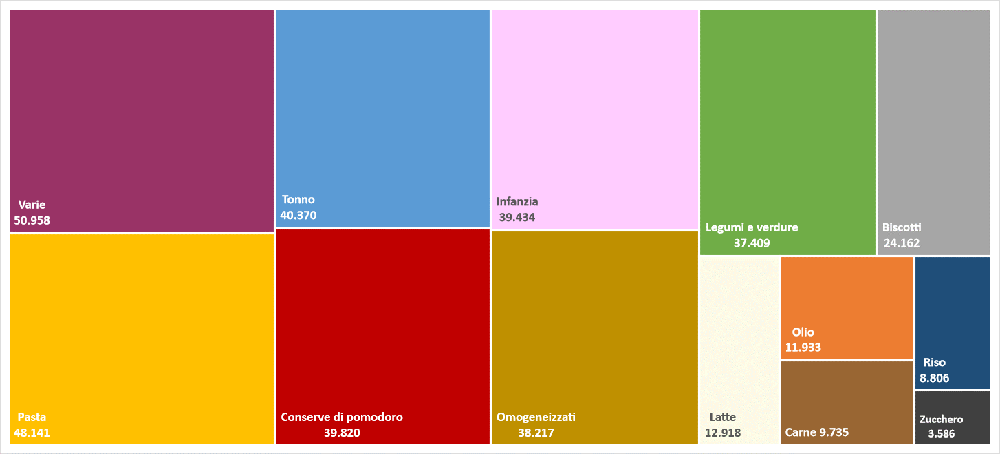 Varie
50.958
Tonno
40.370
Infanzia
39.434
Legumi e verdure
37.409
Biscotti
24.162
Pasta
48.141
Conserve di pomodoro
39.820
Omogeneizzati
38.217
Latte
12.918
Olio
11.933
Carne 9.735
Riso
8.806
Zucchero
3.586